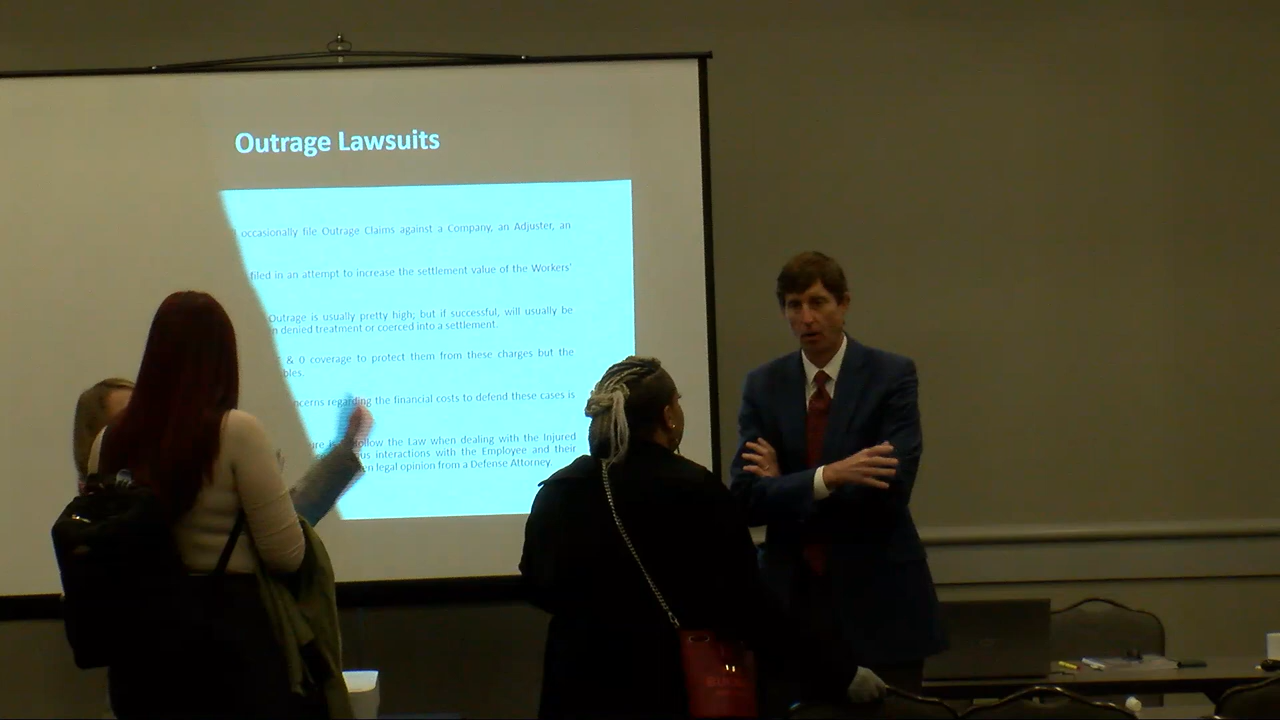 Outrage Lawsuits
occasionally file Outrage Claims against a Company, an Adjuster, an
filed in an attempt to increase the settlement value of the Workers'
Outrage is usually pretty high; but if successful, will usually be
denied treatment or coerced into a settlement.
& 0 coverage to protect them from these charges but the
regarding the financial costs to defend these cases is
follow the Law when dealing with the Injured
interactions with the Employee and their
legal opinion from a Defense Attorney.